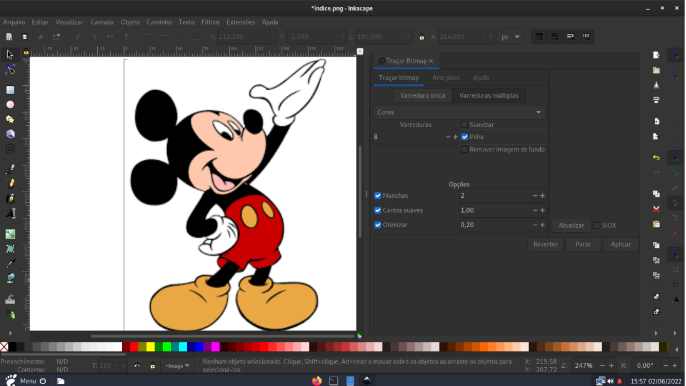 *índice.png - Inkscape
Arquivo Editar Visualizar Camada Objeto Caminho Texto Filtros Extensões Ajuda
X: 212,295 Y: -1,709 L: 264,000 px
Traçar Bitmap ×
Traçar bitmap Arte pixel Ajuda
Varredura única Varreduras múltiplas
Cores
Varreduras Suavizar
8 − + Pilha
Remover imagem de fundo
Opções
Manchas 2 − +
Cantos suaves 1,00 − +
Otimizar 0,20 − + Atualizar SIOX
Reverter Parar Aplicar
Preenchimento: N/D
Contorno: N/D
Nenhum objeto selecionado. Clique, Shift+clique, Alt+rolar o mouse sobre os objetos ou arraste os objetos para selecioná-los.
X: 219,58
Y: 207,72
Z: 247% − + R: 0,00° − +
Menu
15:57 02/06/2022